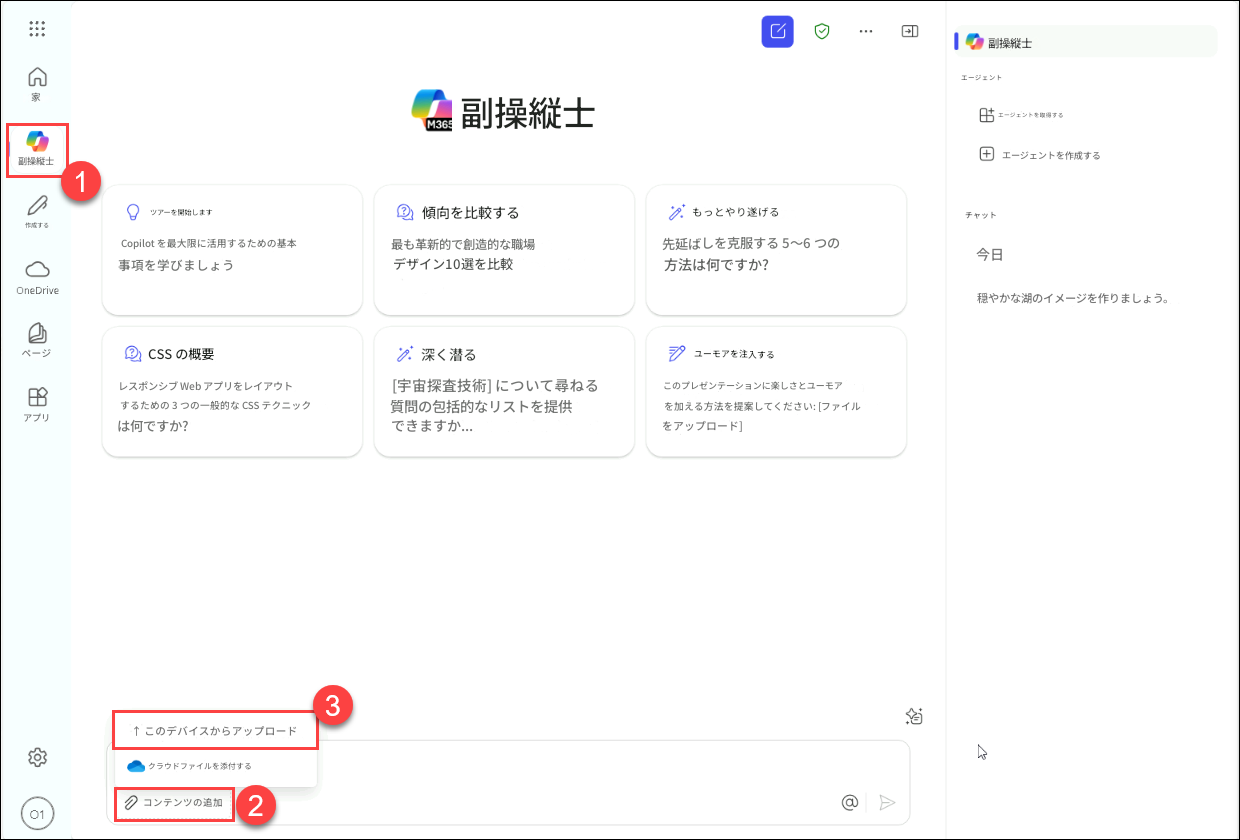 家
副操縦士
1
作成する
OneDrive
ページ
アプリ
O1
M365
副操縦士
ツアーを開始します
Copilot を最大限に活用するための基本
事項を学びましょう
傾向を比較する
最も革新的で創造的な職場
デザイン10選を比較
もっとやり遂げる
先延ばしを克服する 5〜6 つの
方法は何ですか?
CSS の概要
レスポンシブ Web アプリをレイアウト
するための 3 つの一般的な CSS テクニック
は何ですか?
深く潜る
[宇宙探査技術] について尋ねる
質問の包括的なリストを提供
できますか...
ユーモアを注入する
このプレゼンテーションに楽しさとユーモア
を加える方法を提案してください: [ファイル
をアップロード]
3
↑ このデバイスからアップロード
クラウドファイルを添付する
コンテンツの追加
2
@
副操縦士
エージェント
エージェントを取得する
エージェントを作成する
チャット
今日
穏やかな湖のイメージを作りましょう。